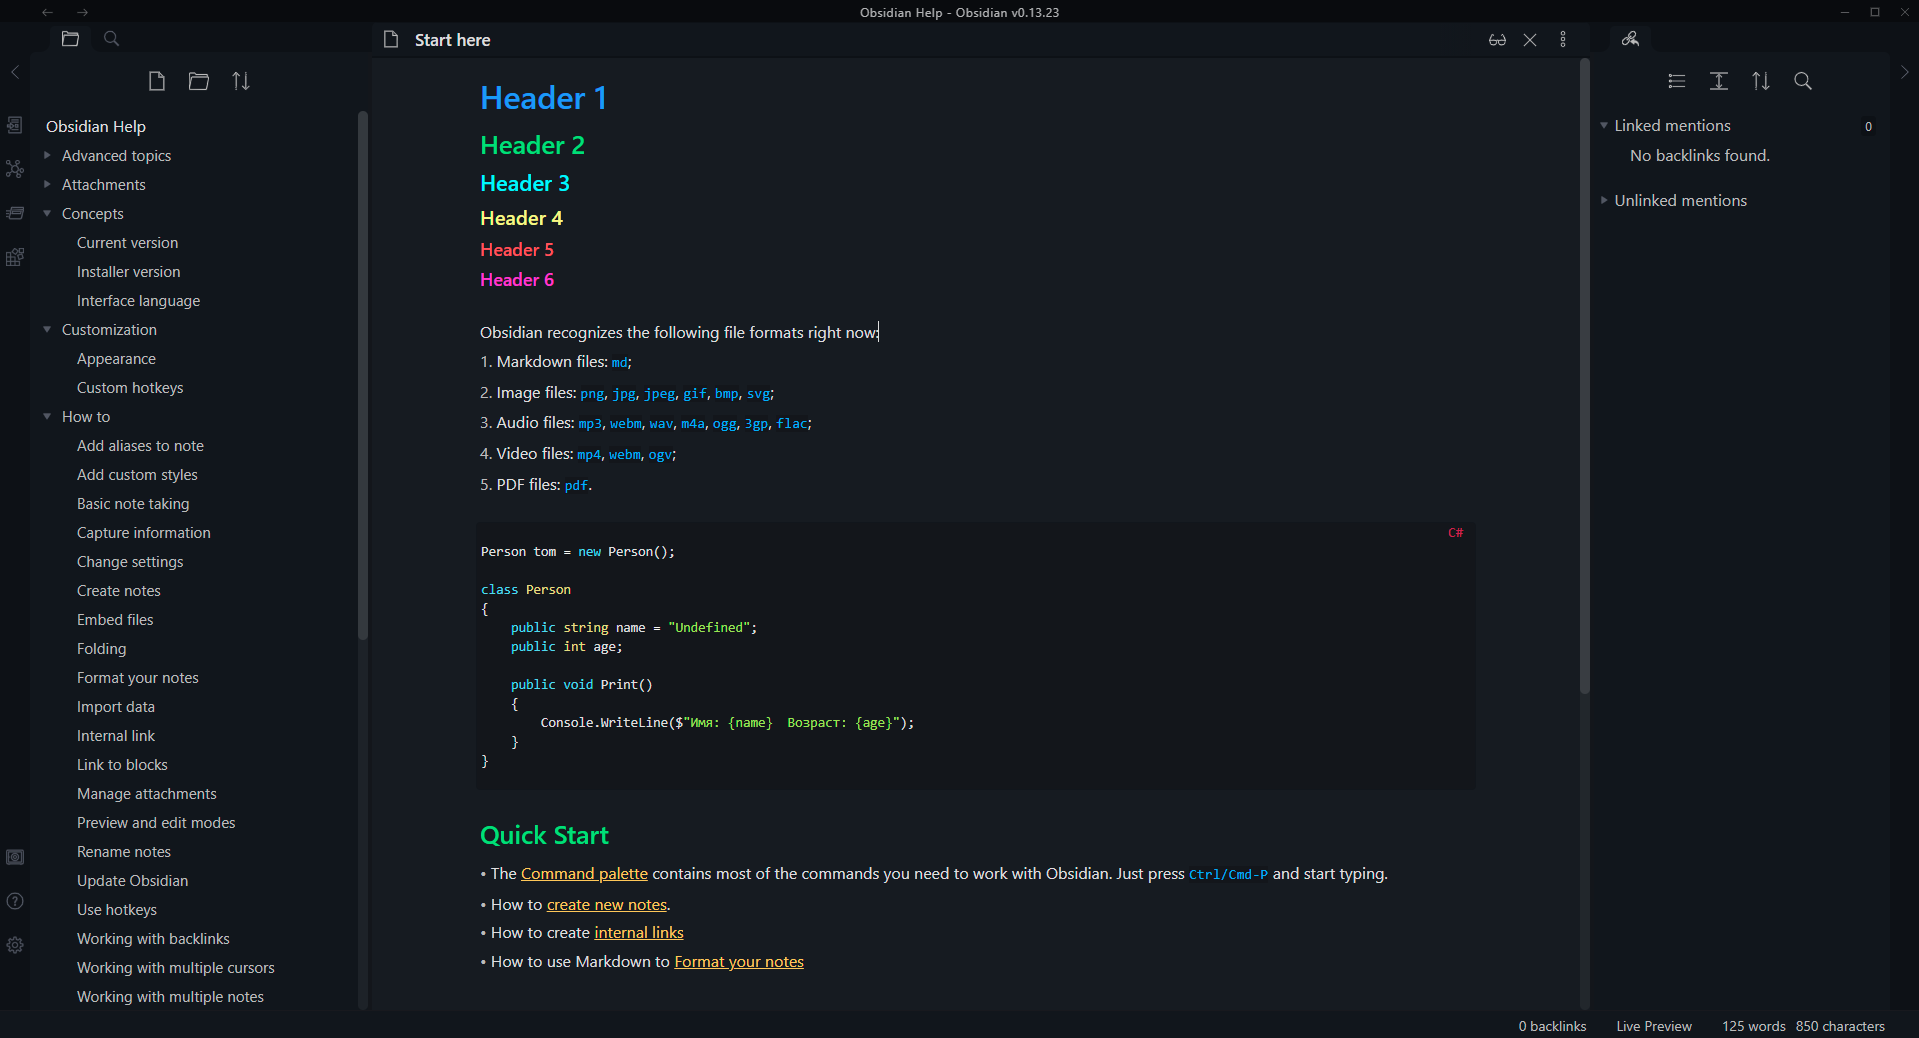 Obsidian Help - Obsidian v0.13.23
Start here
Obsidian Help
Advanced topics
Attachments
Concepts
Current version
Installer version
Interface language
Customization
Appearance
Custom hotkeys
How to
Add aliases to note
Add custom styles
Basic note taking
Capture information
Change settings
Create notes
Embed files
Folding
Format your notes
Import data
Internal link
Link to blocks
Manage attachments
Preview and edit modes
Rename notes
Update Obsidian
Use hotkeys
Working with backlinks
Working with multiple cursors
Working with multiple notes
Header 1
Header 2
Header 3
Header 4
Header 5
Header 6
Obsidian recognizes the following file formats right now:
1. Markdown files: md;
2. Image files: png, jpg, jpeg, gif, bmp, svg;
3. Audio files: mp3, webm, wav, m4a, ogg, 3gp, flac;
4. Video files: mp4, webm, ogv;
5. PDF files: pdf.
C#
Person tom = new Person();
class Person
{
    public string name = "Undefined";
    public int age;
    public void Print()
    {
        Console.WriteLine($"Имя: {name}  Возраст: {age}");
    }
}
Quick Start
• The Command palette contains most of the commands you need to work with Obsidian. Just press Ctrl/Cmd-P and start typing.
• How to create new notes.
• How to create internal links
• How to use Markdown to Format your notes
Linked mentions 0
No backlinks found.
Unlinked mentions
0 backlinks Live Preview 125 words 850 characters